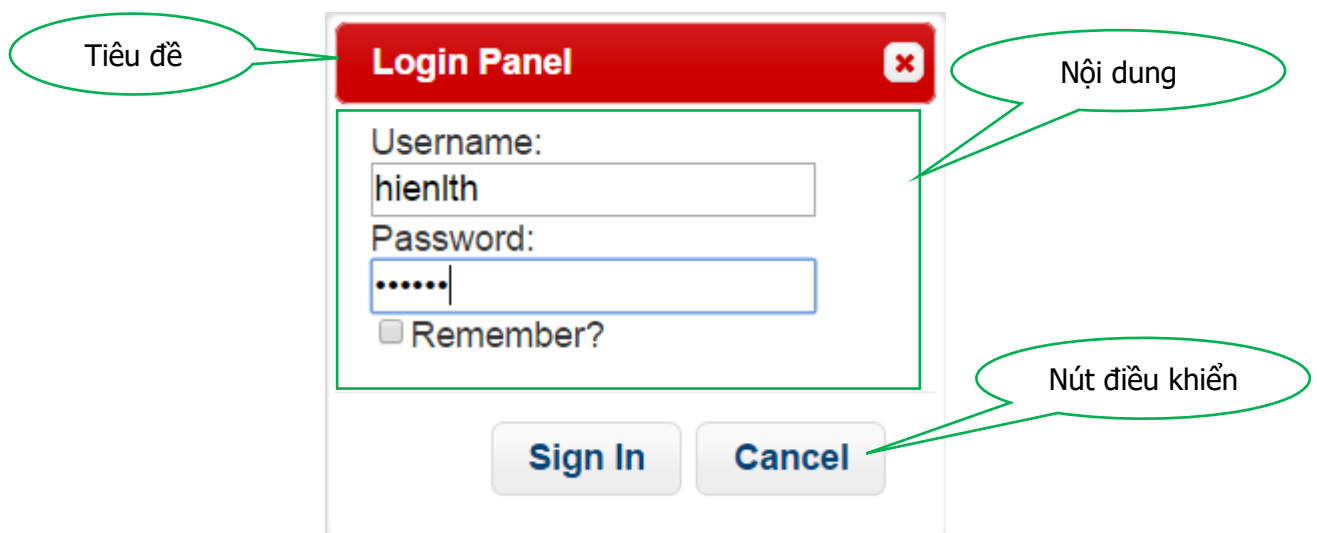 Tiêu đề
Login Panel
Nội dung
Username:
hienlth
Password:
••••••
Remember?
Nút điều khiển
Sign In
Cancel